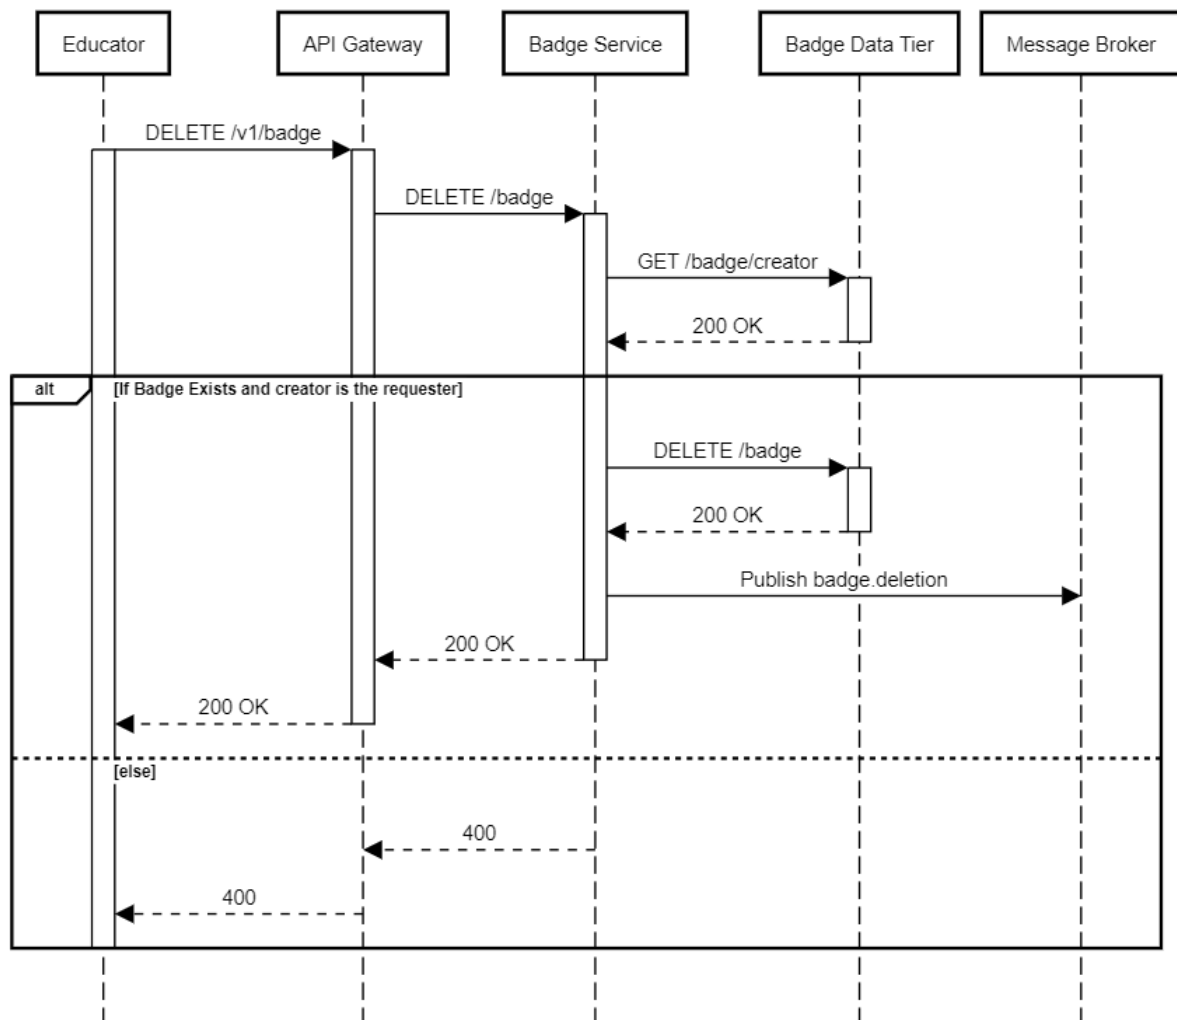 Educator
API Gateway
Badge Service
Badge Data Tier
Message Broker
DELETE /v1/badge
DELETE /badge
GET /badge/creator
200 OK
alt
[If Badge Exists and creator is the requester]
DELETE /badge
200 OK
Publish badge.deletion
200 OK
200 OK
[else]
400
400